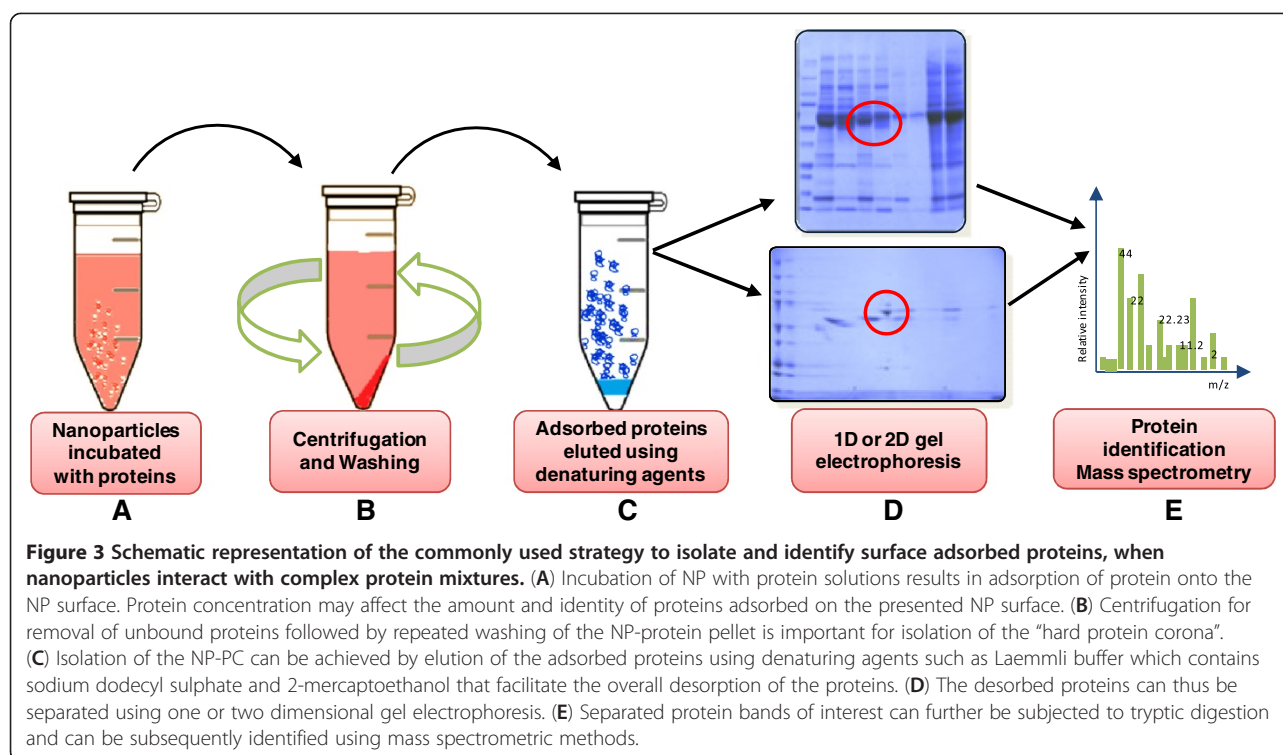 44
22
22.23
11.2
2
Relative intensity
m/z
Nanoparticles
incubated
with proteins
Centrifugation
and Washing
Adsorbed proteins
eluted using
denaturing agents
1D or 2D gel
electrophoresis
Protein
identification
Mass spectrometry
A
B
C
D
E
Figure 3 Schematic representation of the commonly used strategy to isolate and identify surface adsorbed proteins, when
nanoparticles interact with complex protein mixtures. (A) Incubation of NP with protein solutions results in adsorption of protein onto the
NP surface. Protein concentration may affect the amount and identity of proteins adsorbed on the presented NP surface. (B) Centrifugation for
removal of unbound proteins followed by repeated washing of the NP-protein pellet is important for isolation of the “hard protein corona”.
(C) Isolation of the NP-PC can be achieved by elution of the adsorbed proteins using denaturing agents such as Laemmli buffer which contains
sodium dodecyl sulphate and 2-mercaptoethanol that facilitate the overall desorption of the proteins. (D) The desorbed proteins can thus be
separated using one or two dimensional gel electrophoresis. (E) Separated protein bands of interest can further be subjected to tryptic digestion
and can be subsequently identified using mass spectrometric methods.